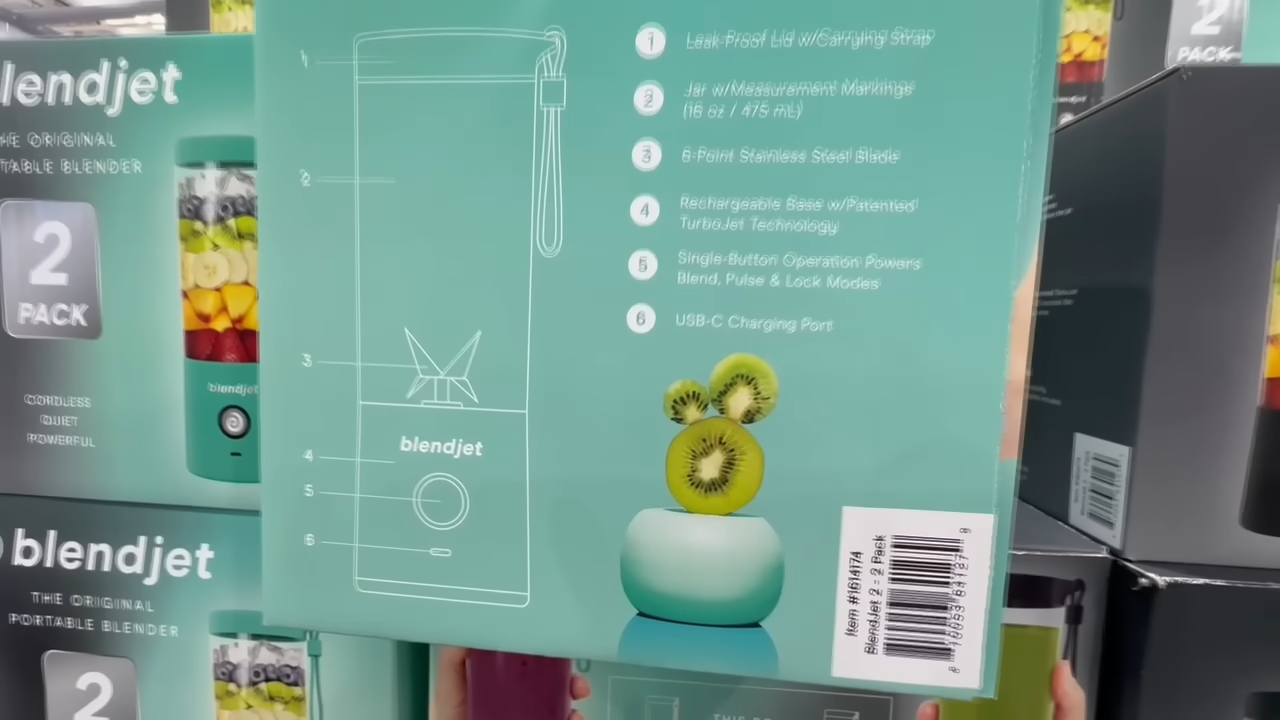 lendjet
HE ORIGINAL
TABLE BLENDER
2
PACK
CORDLESS
QUIET
POWERFUL
blendjet
blendjet
THE ORIGINAL
PORTABLE BLENDER
2
1
2
3
4
5
6
blendjet
1 Leak-Proof Lid w/Carrying Strap
2 Jar w/Measurement Markings
(16 oz / 475 mL)
3 6-Point Stainless Steel Blade
4 Rechargeable Base w/Patented
TurboJet Technology
5 Single-Button Operation Powers
Blend, Pulse & Lock Modes
6 USB-C Charging Port
Item #1614174
BlendJet 2 : 2 Pack
2
PACK